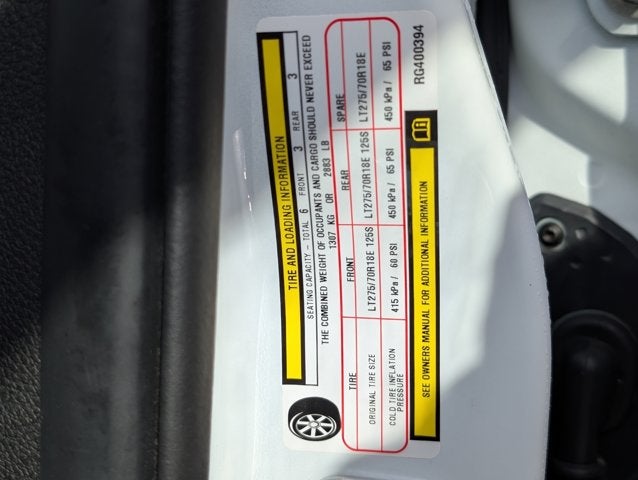 TIRE AND LOADING INFORMATION
SEATING CAPACITY - TOTAL 6 FRONT 3 REAR 3
THE COMBINED WEIGHT OF OCCUPANTS AND CARGO SHOULD NEVER EXCEED
1307 KG OR 2883 LB
TIRE FRONT REAR SPARE
ORIGINAL TIRE SIZE LT275/70R18E 125S LT275/70R18E 125S LT275/70R18E
COLD TIRE INFLATION PRESSURE 415 kPa / 60 PSI 450 kPa / 65 PSI 450 kPa / 65 PSI
SEE OWNERS MANUAL FOR ADDITIONAL INFORMATION
RG400394